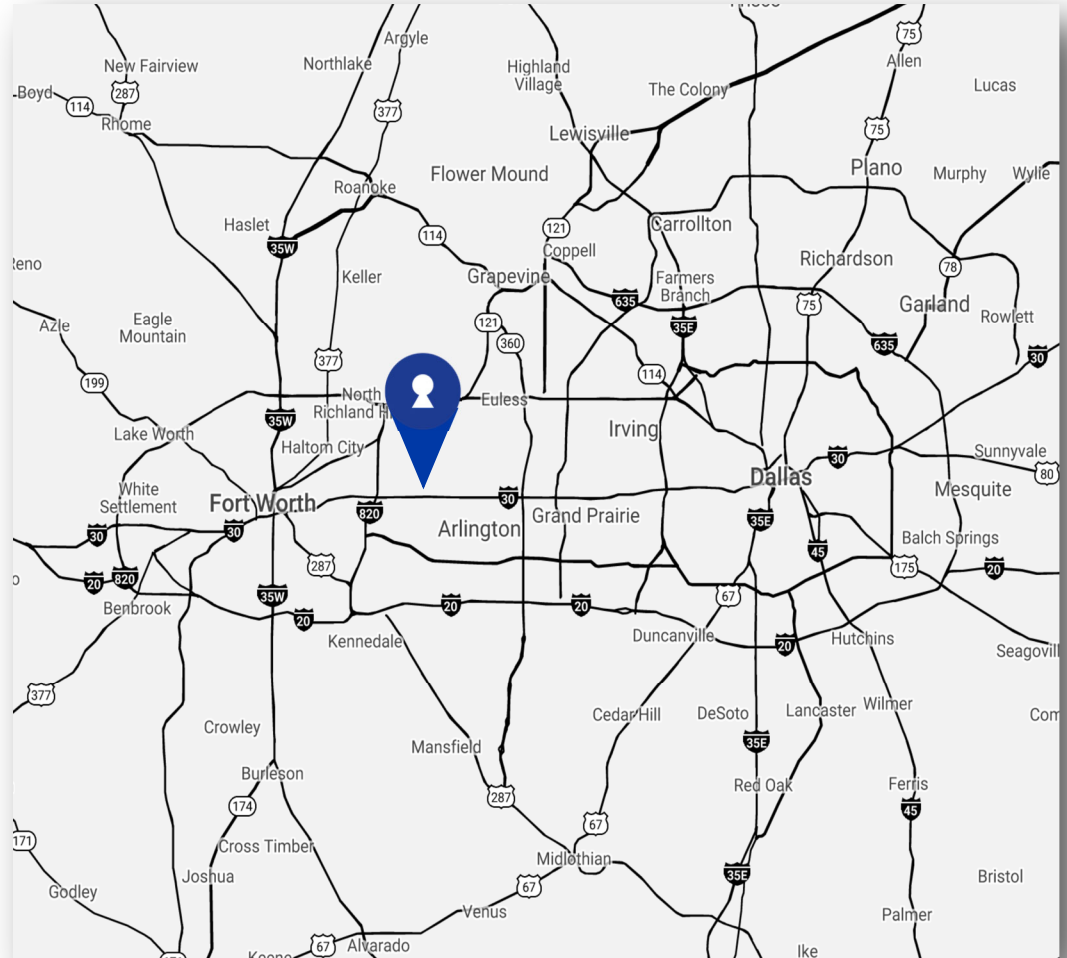 Argyle
75
New Fairview
Northlake
Highland
Village
Allen
Boyd
114
287
377
The Colony
Lucas
Rhome
Lewisville
75
Flower Mound
Plano
Murphy
Wylie
Roanoke
Haslet
35W
114
121
Coppell
Carrollton
Richardson
78
Keller
Grapevine
635
Farmers
Branch
75
Garland
Rowlett
Azle
Eagle
Mountain
121
360
35E
635
30
377
199
114
North
Richland H
Euless
35W
Lake Worth
Haltom City
Irving
30
Sunnyvale
80
Dallas
White
Settlement
Fort Worth
30
Mesquite
820
Arlington
Grand Prairie
35E
30
30
45
Balch Springs
287
175
20
820
20
35W
67
Benbrook
20
20
20
Kennedale
Duncanville
20
Hutchins
Seagovill
377
Crowley
Cedar Hill
DeSoto
Lancaster
Wilmer
Com
Mansfield
35E
Burleson
Red Oak
Ferris
174
287
45
171
67
Cross Timber
Midlothian
Joshua
35E
Bristol
Godley
67
Venus
Palmer
67
Alvarado
Ike